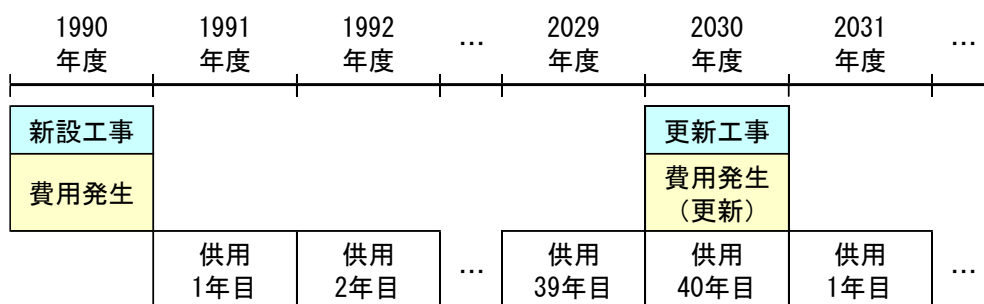 1990 1991 1992 … 2029 2030 2031 …
年度 年度 年度 年度 年度 年度
新設工事 更新工事
費用発生 費用発生
（更新）
供用 供用 … 供用 供用 供用 …
1年目 2年目 39年目 40年目 1年目